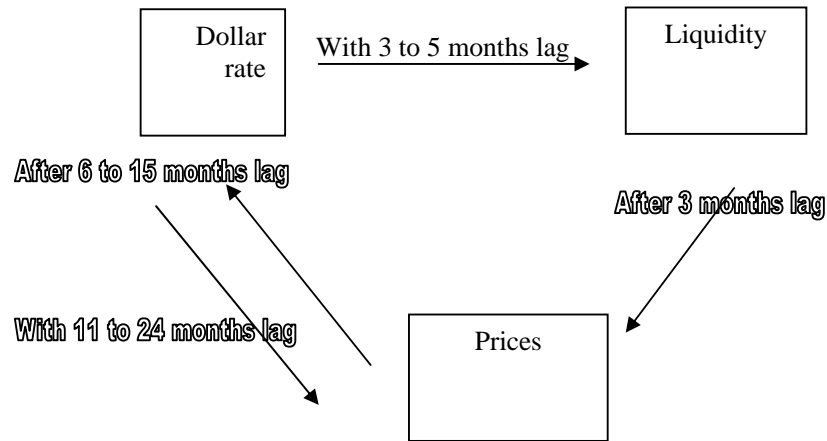 Dollar
rate
With 3 to 5 months lag
Liquidity
After 6 to 15 months lag
After 3 months lag
With 11 to 24 months lag
Prices